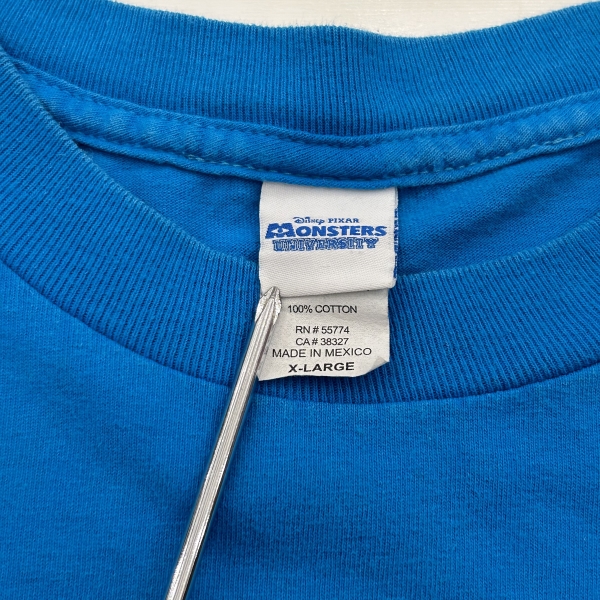 Disney PIXAR
MONSTERS
UNIVERSITY
100% COTTON
RN # 55774
CA # 38327
MADE IN MEXICO
X-LARGE